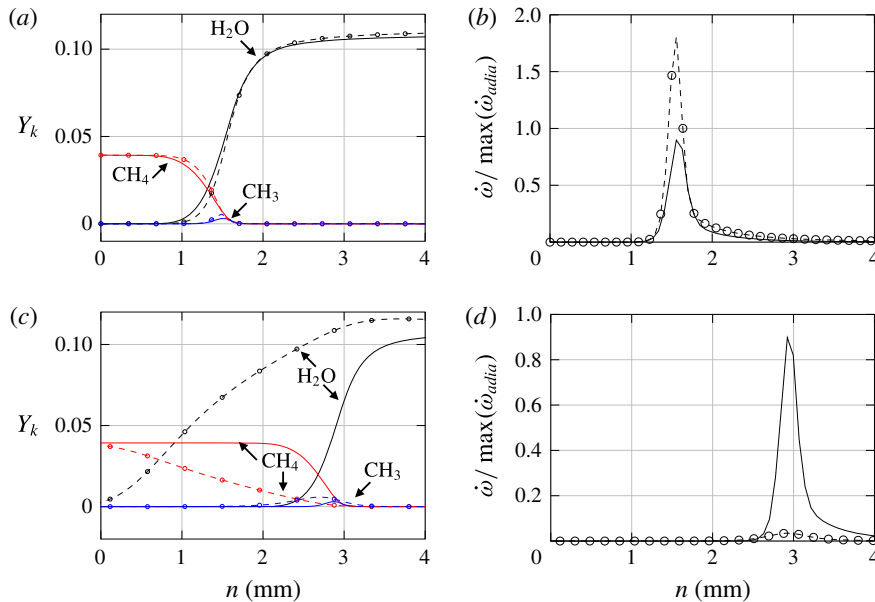 (a)
0.10
0.05
0
Y_k
H₂O
CH₄
CH₃
0 1 2 3 4
(b)
2.0
1.5
1.0
0.5
0
ω̇/ max(ω̇_adia)
0 1 2 3 4
(c)
0.10
0.05
0
Y_k
H₂O
CH₄
CH₃
0 1 2 3 4
n (mm)
(d)
1.0
0.8
0.6
0.4
0.2
0
ω̇/ max(ω̇_adia)
1 2 3 4
n (mm)